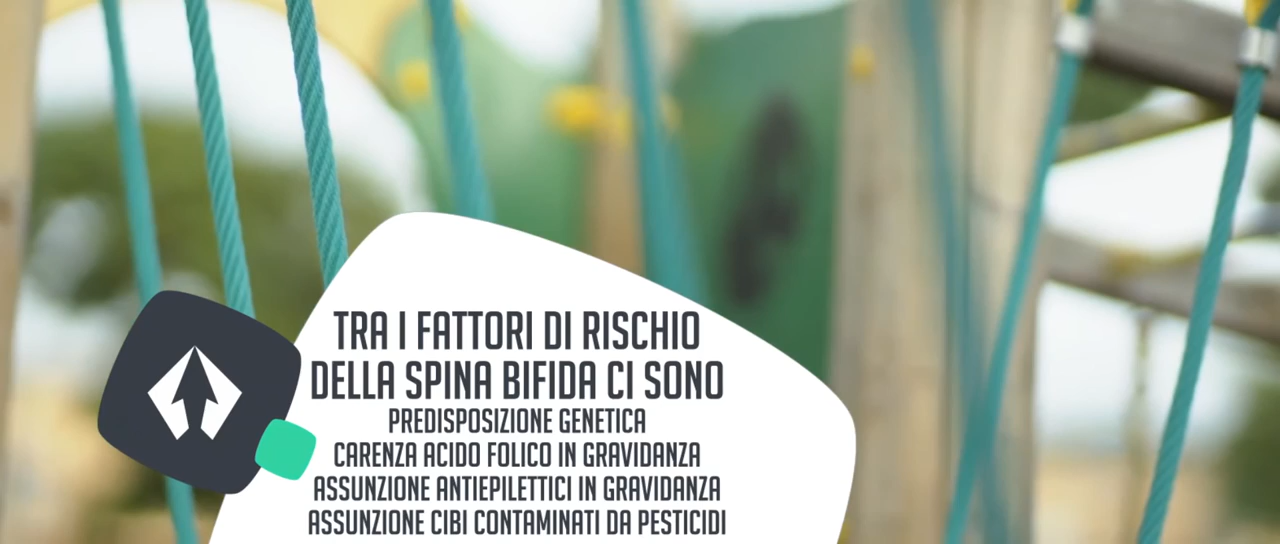 TRA I FATTORI DI RISCHIO
DELLA SPINA BIFIDA CI SONO
PREDISPOSIZIONE GENETICA
CARENZA ACIDO FOLICO IN GRAVIDANZA
ASSUNZIONE ANTIEPILETTICI IN GRAVIDANZA
ASSUNZIONE CIBI CONTAMINATI DA PESTICIDI